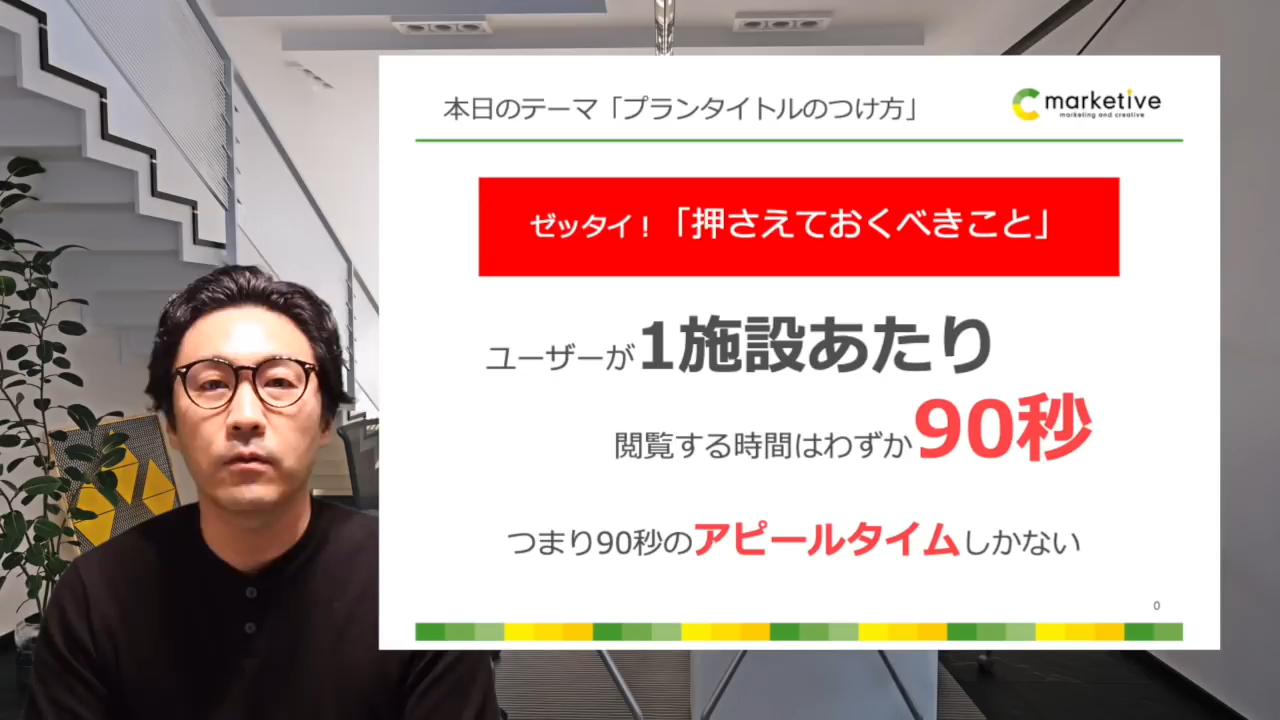 本日のテーマ「プランタイトルのつけ方」
marketive
marketing and creative
ゼッタイ！「押さえておくべきこと」
ユーザーが1施設あたり
閲覧する時間はわずか90秒
つまり90秒のアピールタイムしかない
0